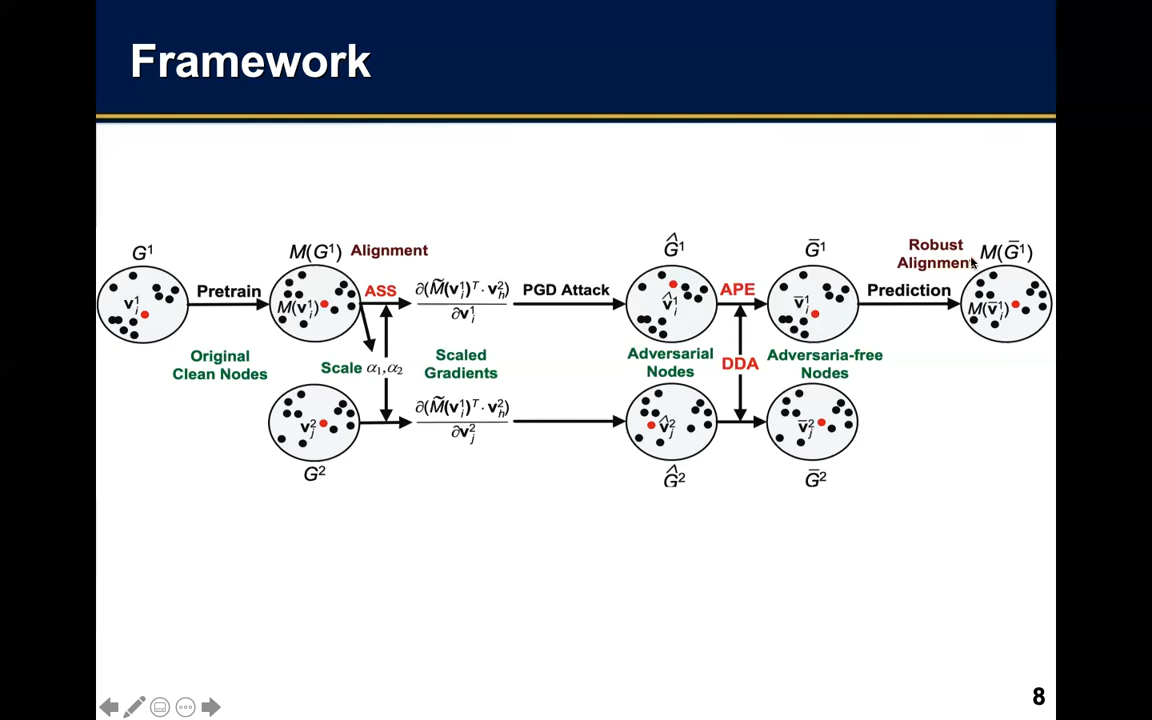 Framework
G¹
M(G¹) Alignment
Ĝ¹
Ḡ¹
Robust
Alignment
M(Ḡ¹)
v¹ᵢ
Pretrain
M(v¹ᵢ)
ASS
∂(M̃(v¹ᵢ)ᵀ · v²ₕ)
∂v¹ᵢ
PGD Attack
v̂¹ᵢ
APE
v̄¹ᵢ
Prediction
M(v̄¹ᵢ)
Original
Clean Nodes
Scale α₁,α₂
Scaled
Gradients
Adversarial
Nodes
DDA
Adversaria-free
Nodes
v²ⱼ
∂(M̃(v¹ᵢ)ᵀ · v²ₕ)
∂v²ⱼ
v̂²ⱼ
v̄²ⱼ
G²
Ĝ²
Ḡ²
8